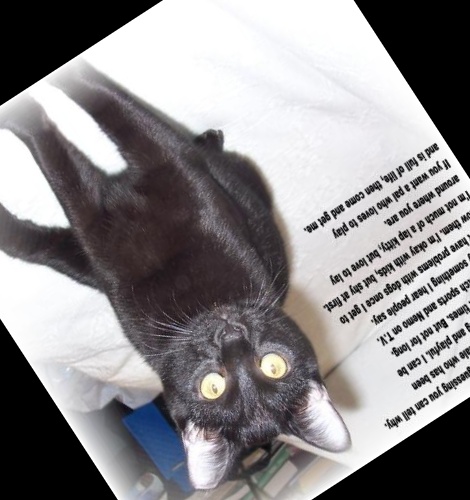 guessing you can tell why.
who has been
and playful. I can be
times. But not for long.
sports and Nemo on T.V.
something I hear people say.
problems with dogs once I get to
them. I'm okay with kids, but shy at first.
I'm not much of a lap kitty, but love to lay
around where you are.
If you want a pal who loves to play
and is full of life, then come and get me.